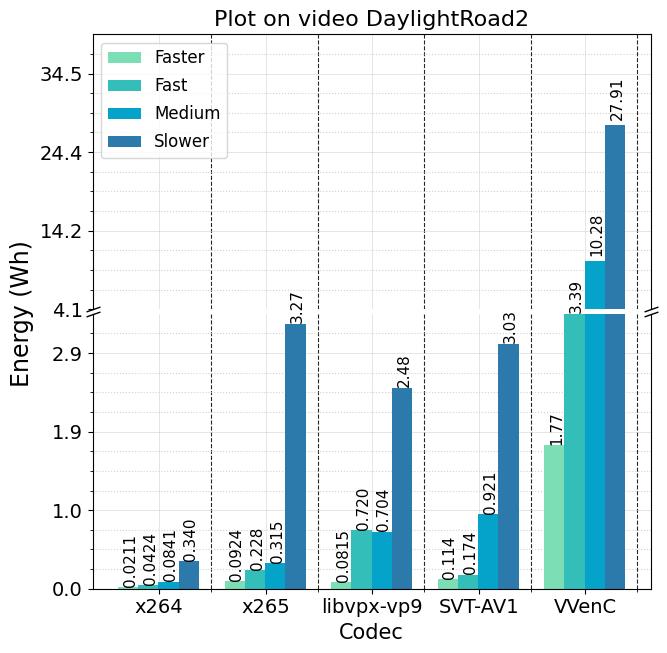 Plot on video DaylightRoad2
Faster
Fast
Medium
Slower
Energy (Wh)
34.5
24.4
14.2
4.1
2.9
1.9
1.0
0.0
0.0211
0.0424
0.0841
0.340
0.0924
0.228
0.315
3.27
0.0815
0.720
0.704
2.48
0.114
0.174
0.921
3.03
1.77
3.39
10.28
27.91
x264
x265
libvpx-vp9
SVT-AV1
VVenC
Codec